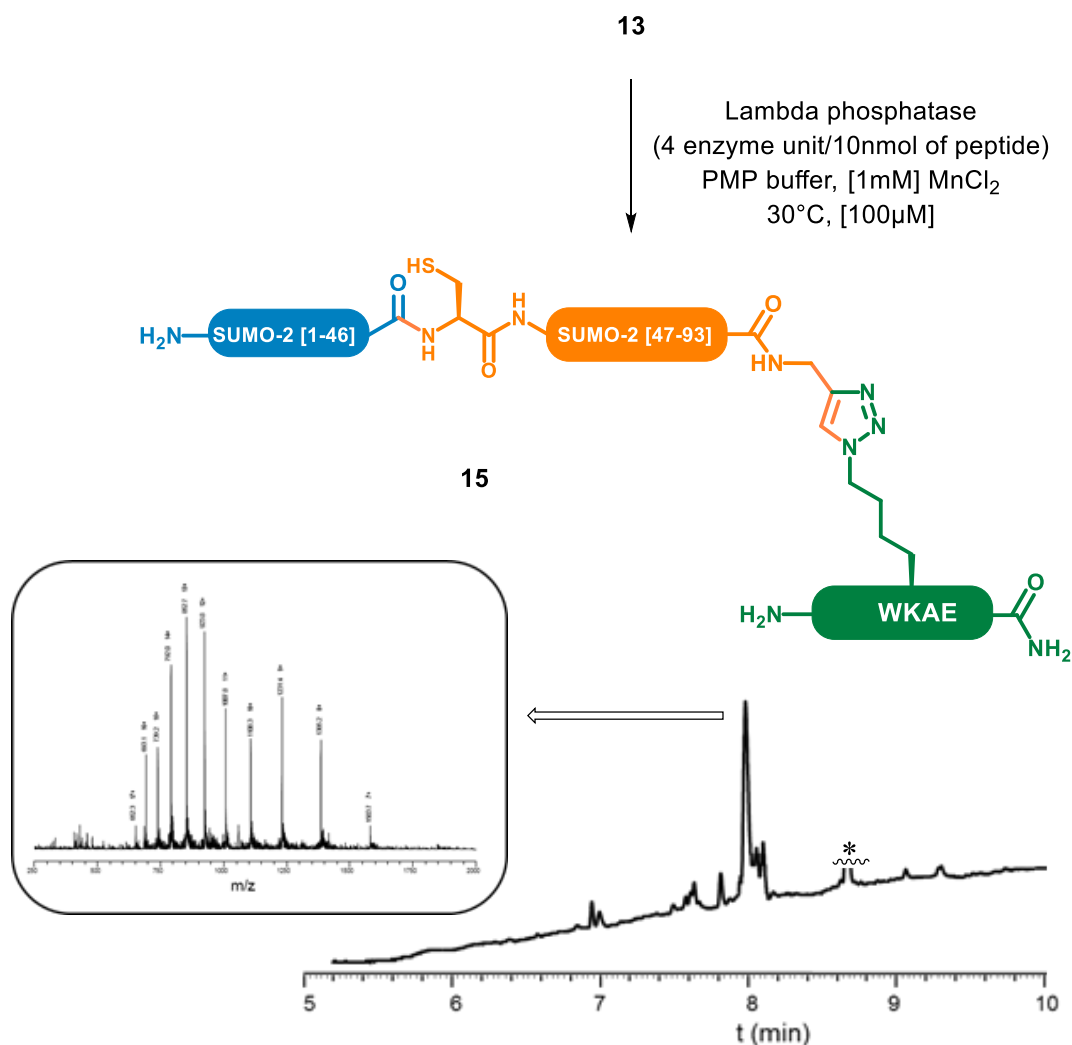 13
Lambda phosphatase
(4 enzyme unit/10nmol of peptide)
PMP buffer, [1mM] MnCl2
30°C, [100µM]
HS
O
H
N
H2N
SUMO-2 [1-46]
N
H
O
SUMO-2 [47-93]
O
HN
N
N
N
15
O
H2N
WKAE
NH2
*
m/z
5 6 7 8 9 10
t (min)